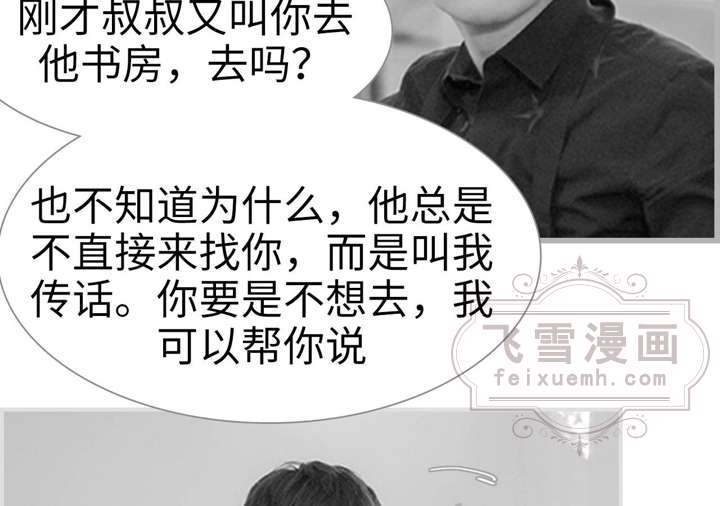 刚才叔叔又叫你去
他书房，去吗？
也不知道为什么，他总是
不直接来找你，而是叫我
传话。你要是不想去，我
可以帮你说
飞雪漫画
feixuemh.com